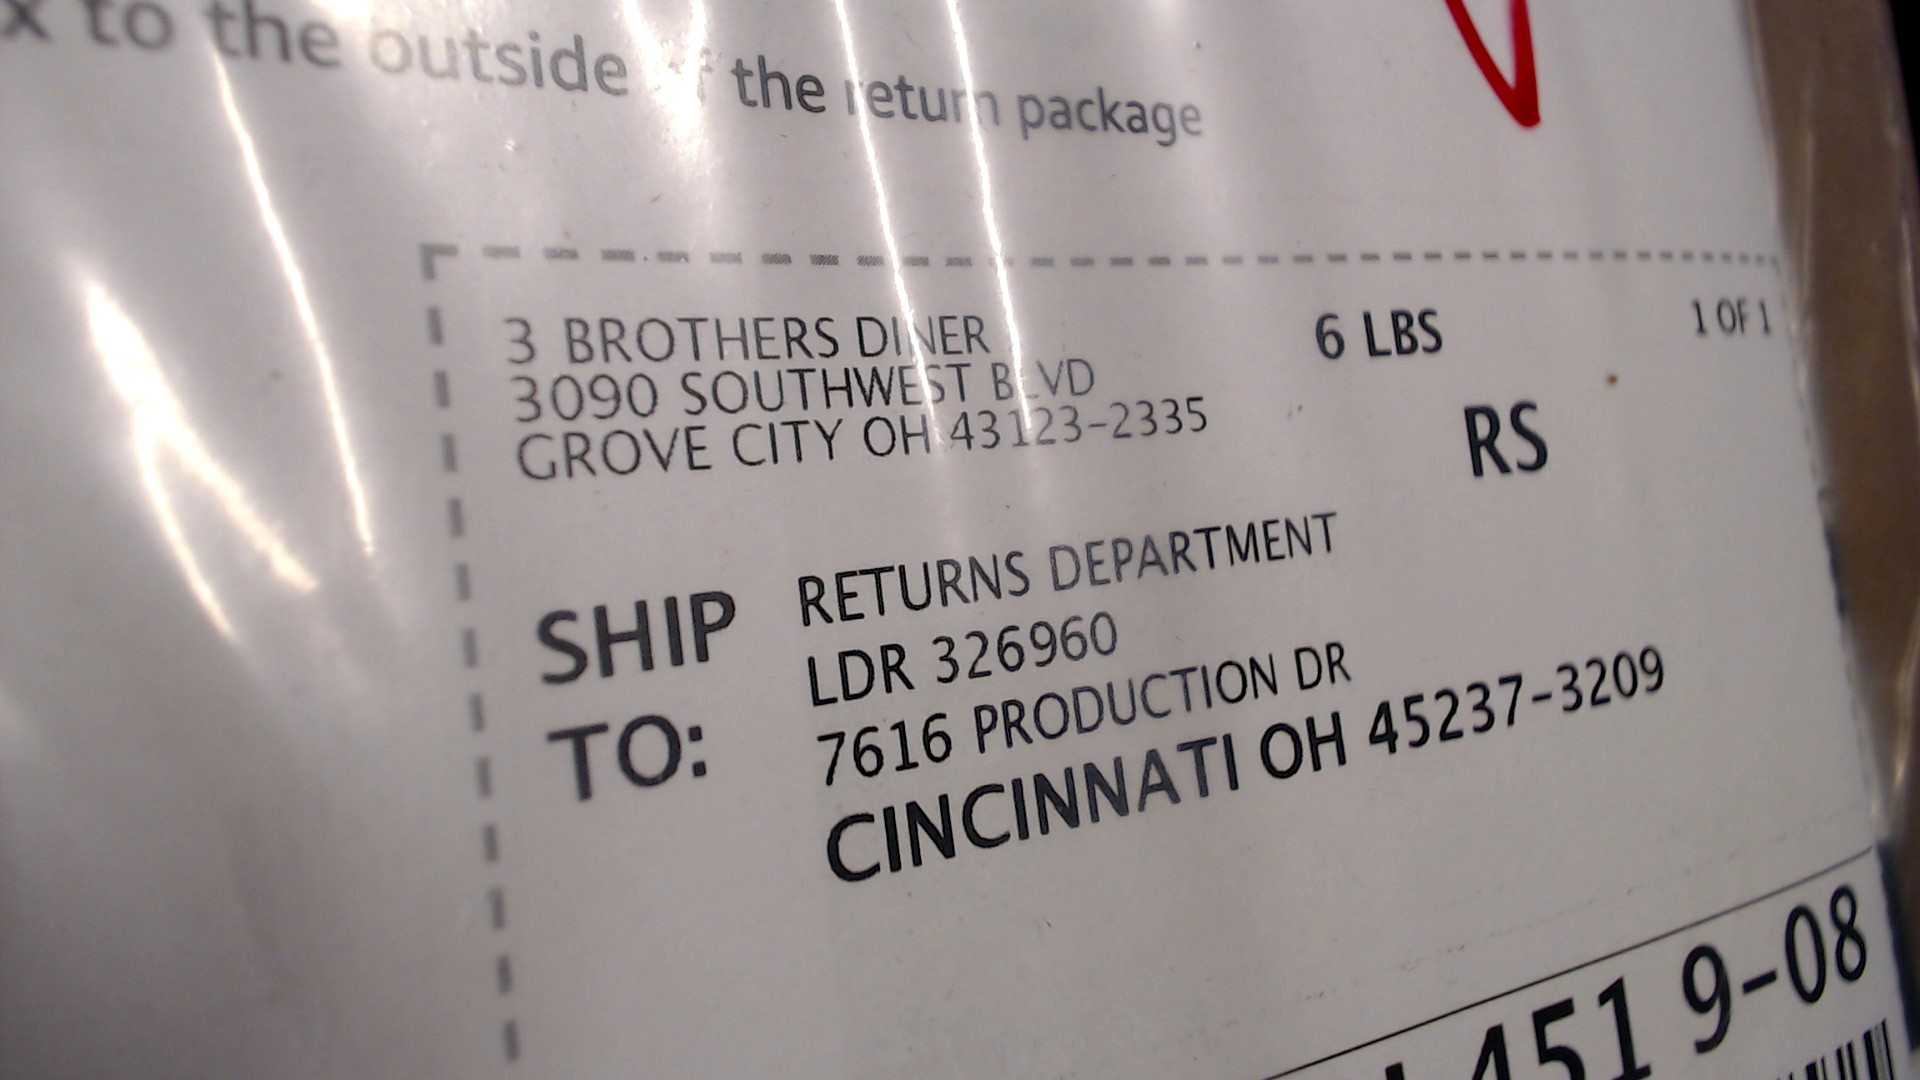 to the outside of the return package
3 BROTHERS DINER
6 LBS
1 OF 1
3090 SOUTHWEST BLVD
GROVE CITY OH 43123-2335
RS
SHIP TO:
RETURNS DEPARTMENT
LDR 326960
7616 PRODUCTION DR
CINCINNATI OH 45237-3209
451 9-08